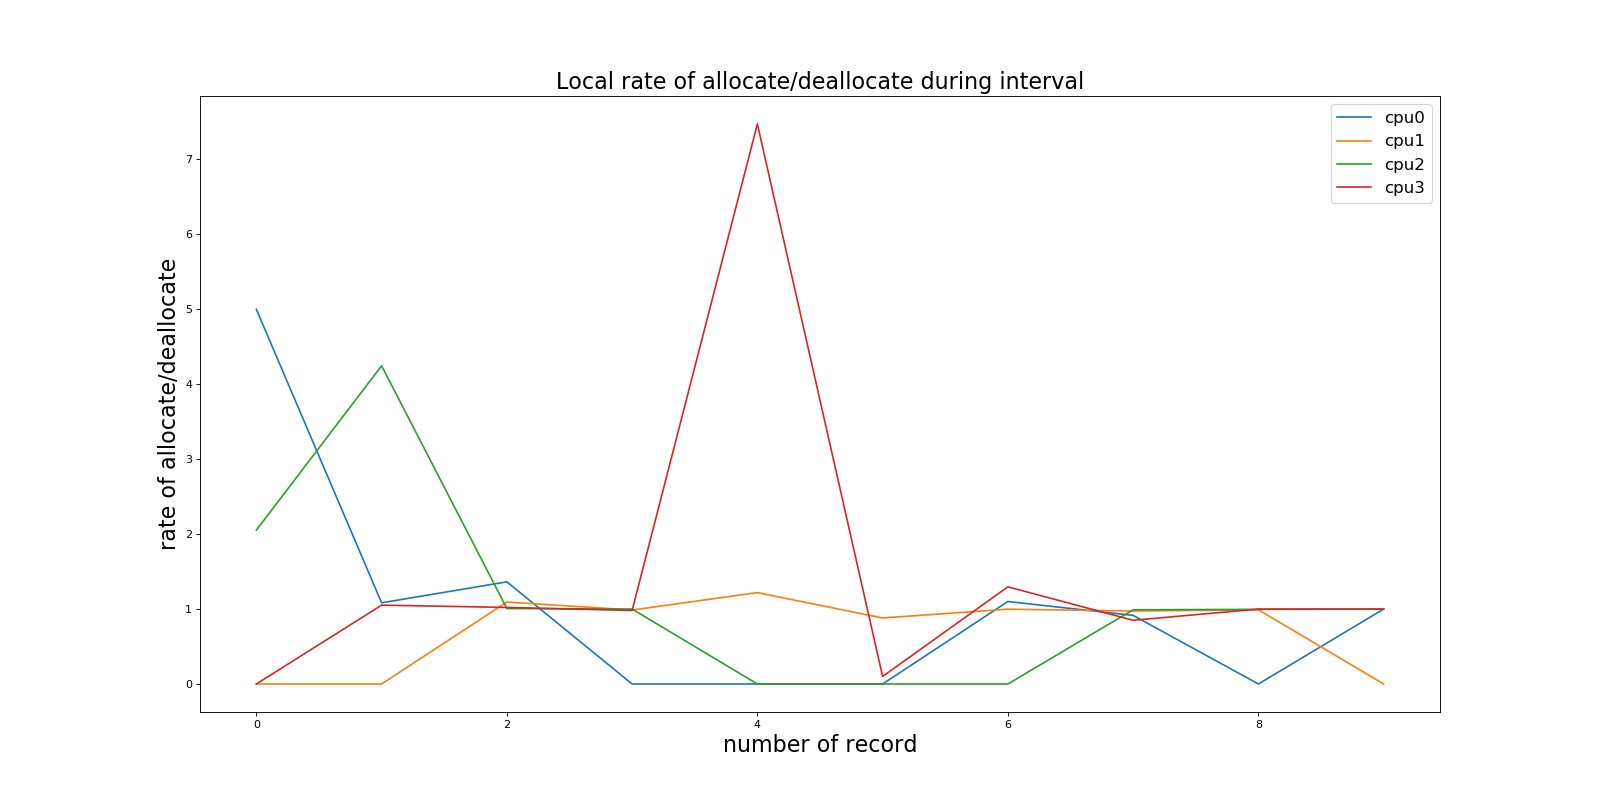 Local rate of allocate/deallocate during interval
cpu0
cpu1
cpu2
cpu3
rate of allocate/deallocate
7
6
5
4
3
2
1
0
0 2 4 6 8
number of record